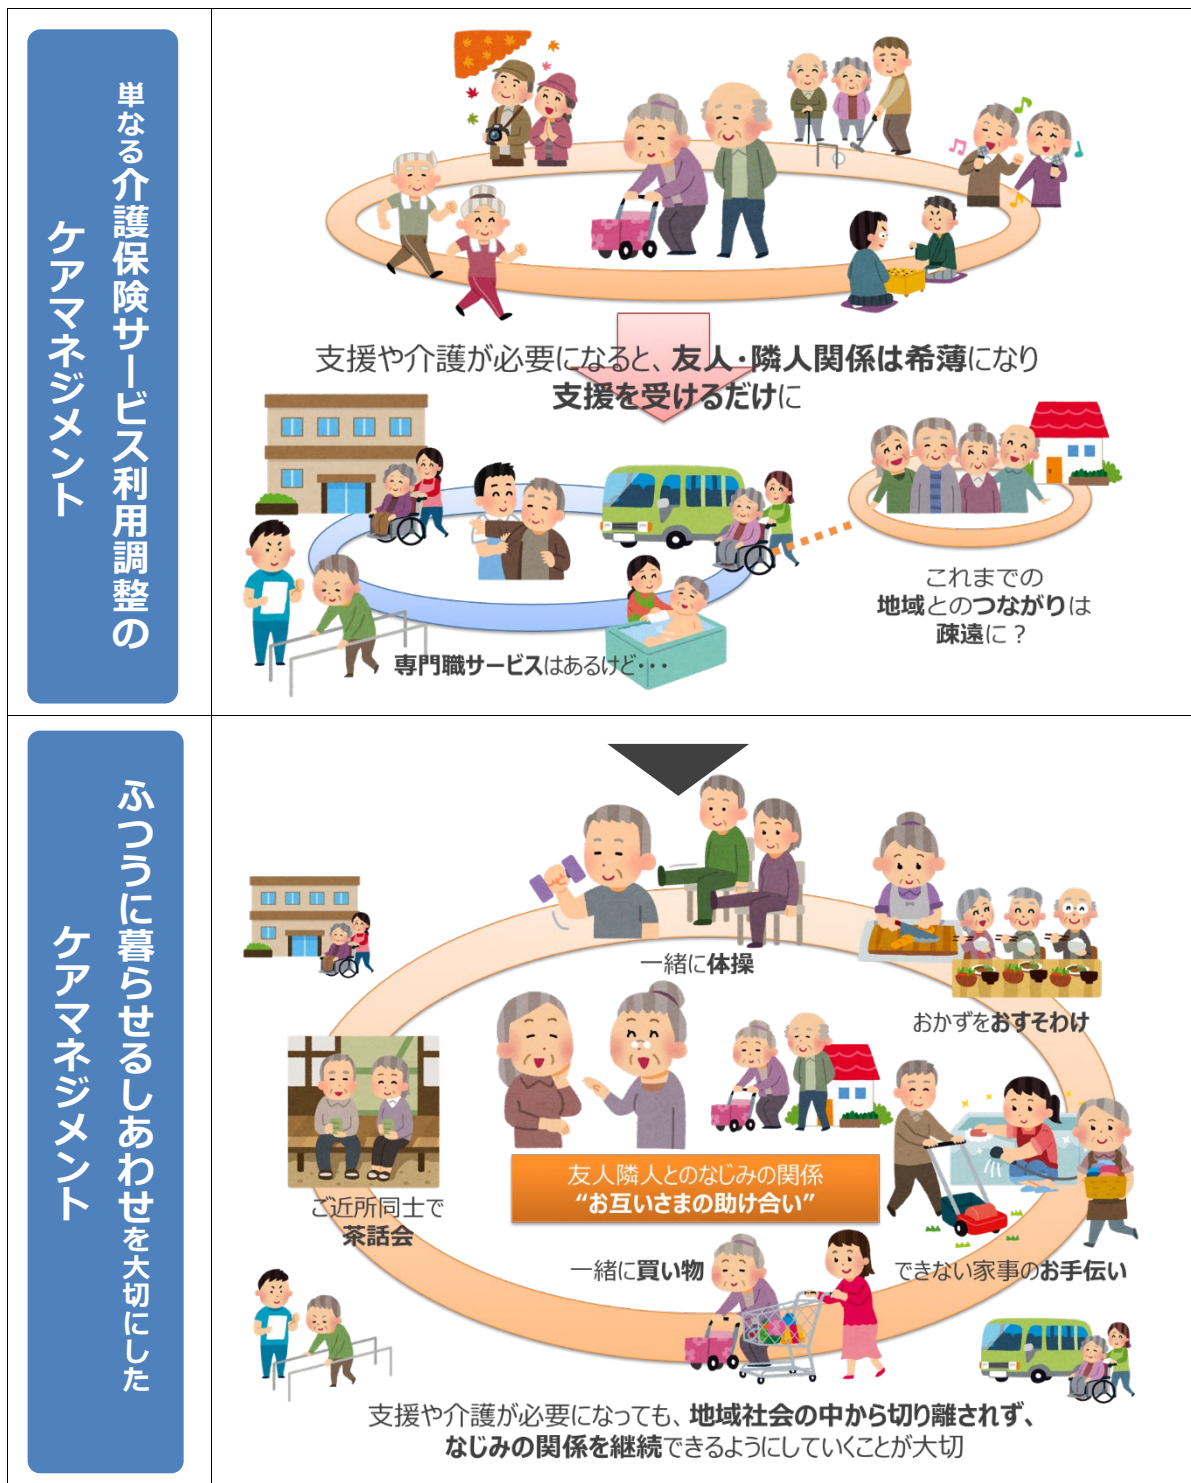 単なる介護保険サービス利用調整の
ケアマネジメント
支援や介護が必要になると、友人・隣人関係は希薄になり
支援を受けるだけに
専門職サービスはあるけど・・・
これまでの
地域とのつながりは
疎遠に？
ふつうに暮らせるしあわせを大切にした
ケアマネジメント
一緒に体操
おかずをおすそわけ
ご近所同士で
茶話会
友人隣人とのなじみの関係
“お互いさまの助け合い”
一緒に買い物
できない家事のお手伝い
支援や介護が必要になっても、地域社会の中から切り離されず、
なじみの関係を継続できるようにしていくことが大切